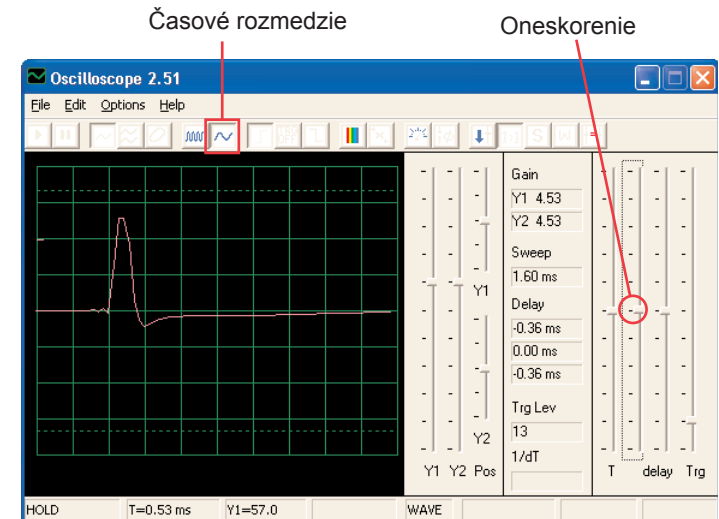 Časové rozmedzie
Oneskorenie
Oscilloscope 2.51
File Edit Options Help
Gain
Y1 4.53
Y2 4.53
Sweep
1.60 ms
Delay
-0.36 ms
0.00 ms
-0.36 ms
Trg Lev
13
1/dT
Y1
Y2
Y1 Y2 Pos
T delay Trg
HOLD T=0.53 ms Y1=57.0 WAVE